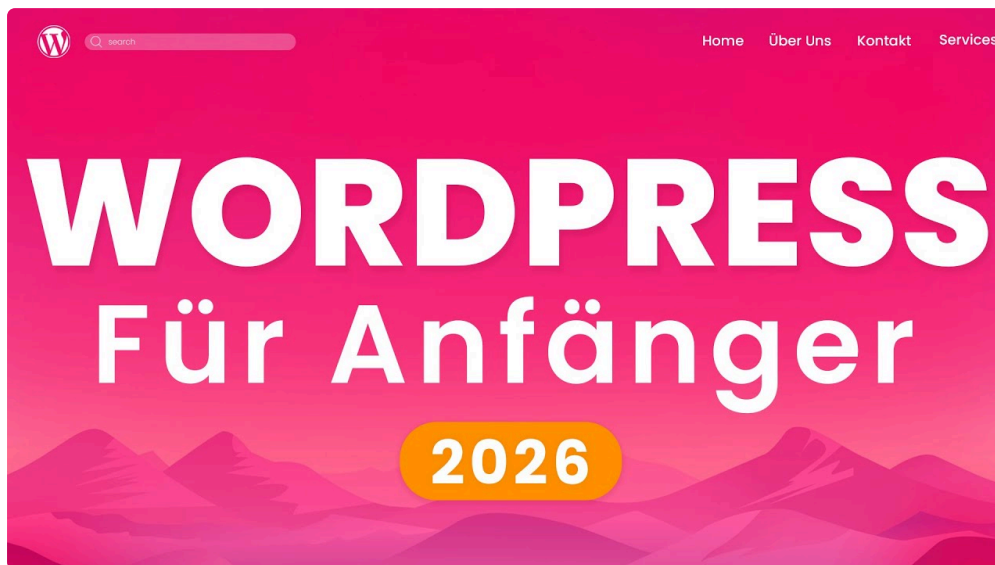 search
Home Über Uns Kontakt Services
WORDPRESS
Für Anfänger
2026